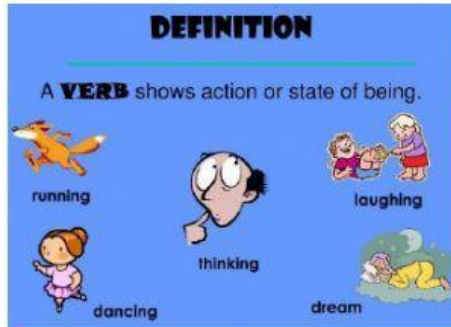 DEFINITION
A VERB shows action or state of being.
running
laughing
thinking
dancing
dream